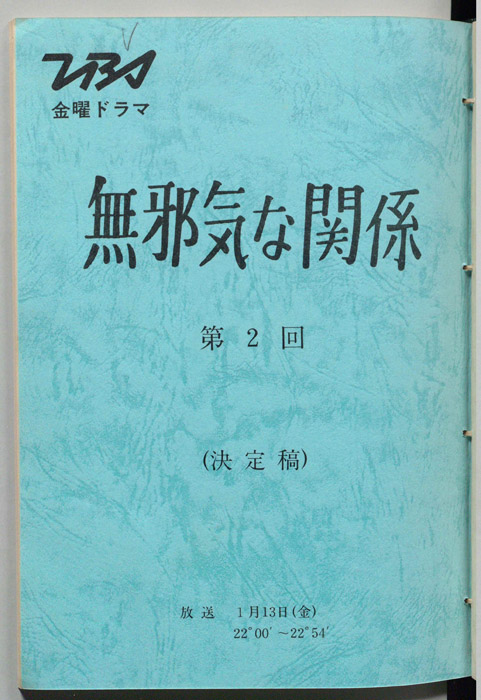 TBS
金曜ドラマ
無邪気な関係
第2回
(決定稿)
放送 1月13日(金)
22°00′~22°54′